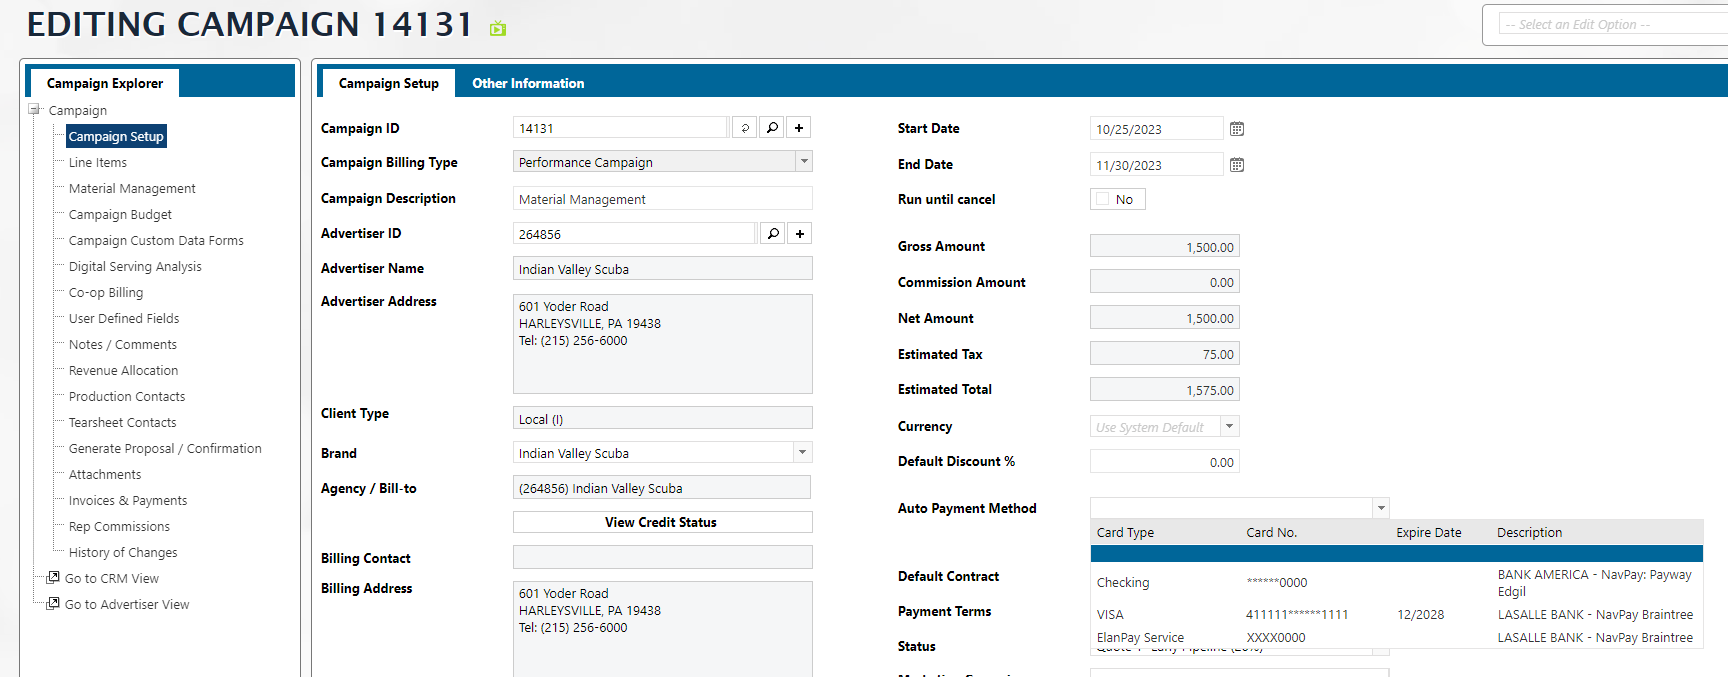 EDITING CAMPAIGN 14131
-- Select an Edit Option --
Campaign Explorer
Campaign
Campaign Setup
Line Items
Material Management
Campaign Budget
Campaign Custom Data Forms
Digital Serving Analysis
Co-op Billing
User Defined Fields
Notes / Comments
Revenue Allocation
Production Contacts
Tearsheet Contacts
Generate Proposal / Confirmation
Attachments
Invoices & Payments
Rep Commissions
History of Changes
Go to CRM View
Go to Advertiser View
Campaign Setup Other Information
Campaign ID 14131
Campaign Billing Type Performance Campaign
Campaign Description Material Management
Advertiser ID 264856
Advertiser Name Indian Valley Scuba
Advertiser Address 601 Yoder Road
HARLEYSVILLE, PA 19438
Tel: (215) 256-6000
Client Type Local (I)
Brand Indian Valley Scuba
Agency / Bill-to (264856) Indian Valley Scuba
View Credit Status
Billing Contact
Billing Address 601 Yoder Road
HARLEYSVILLE, PA 19438
Tel: (215) 256-6000
Start Date 10/25/2023
End Date 11/30/2023
Run until cancel No
Gross Amount 1,500.00
Commission Amount 0.00
Net Amount 1,500.00
Estimated Tax 75.00
Estimated Total 1,575.00
Currency Use System Default
Default Discount % 0.00
Auto Payment Method
Card Type Card No. Expire Date Description
Checking ******0000 BANK AMERICA - NavPay: Payway
Edgil
VISA 411111******1111 12/2028 LASALLE BANK - NavPay Braintree
ElanPay Service XXXX0000 LASALLE BANK - NavPay Braintree
Default Contract
Payment Terms
Status